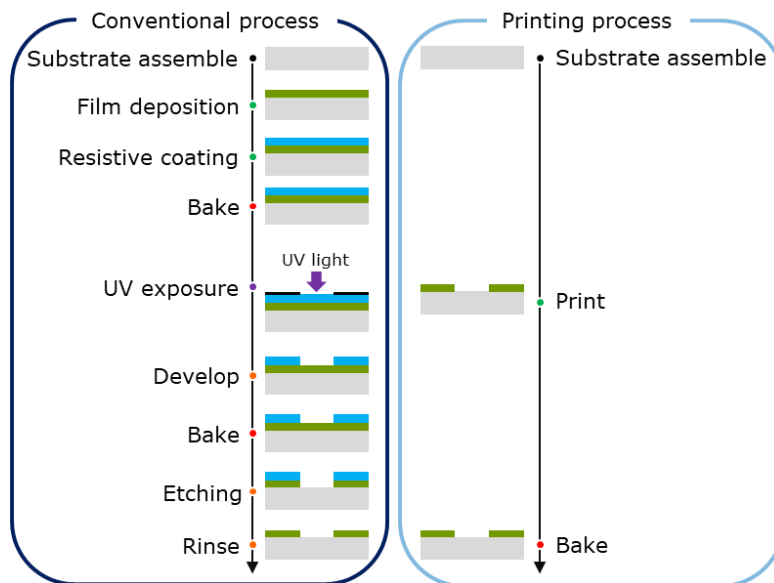 Conventional process
Substrate assemble
Film deposition
Resistive coating
Bake
UV light
UV exposure
Develop
Bake
Etching
Rinse
Printing process
Substrate assemble
Print
Bake